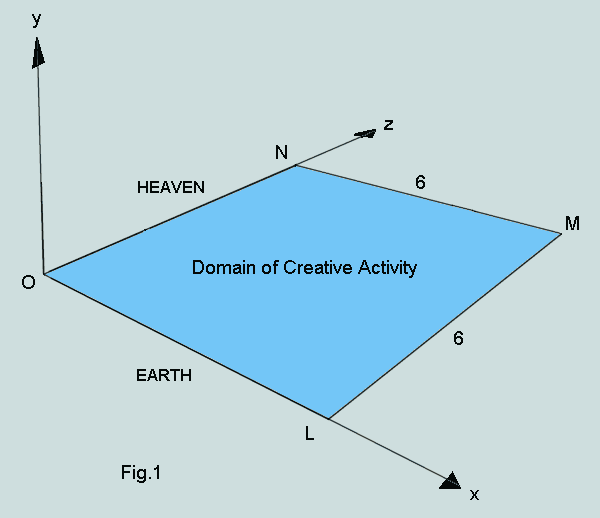 y
z
N
HEAVEN
6
M
Domain of Creative Activity
O
6
EARTH
L
Fig.1
x